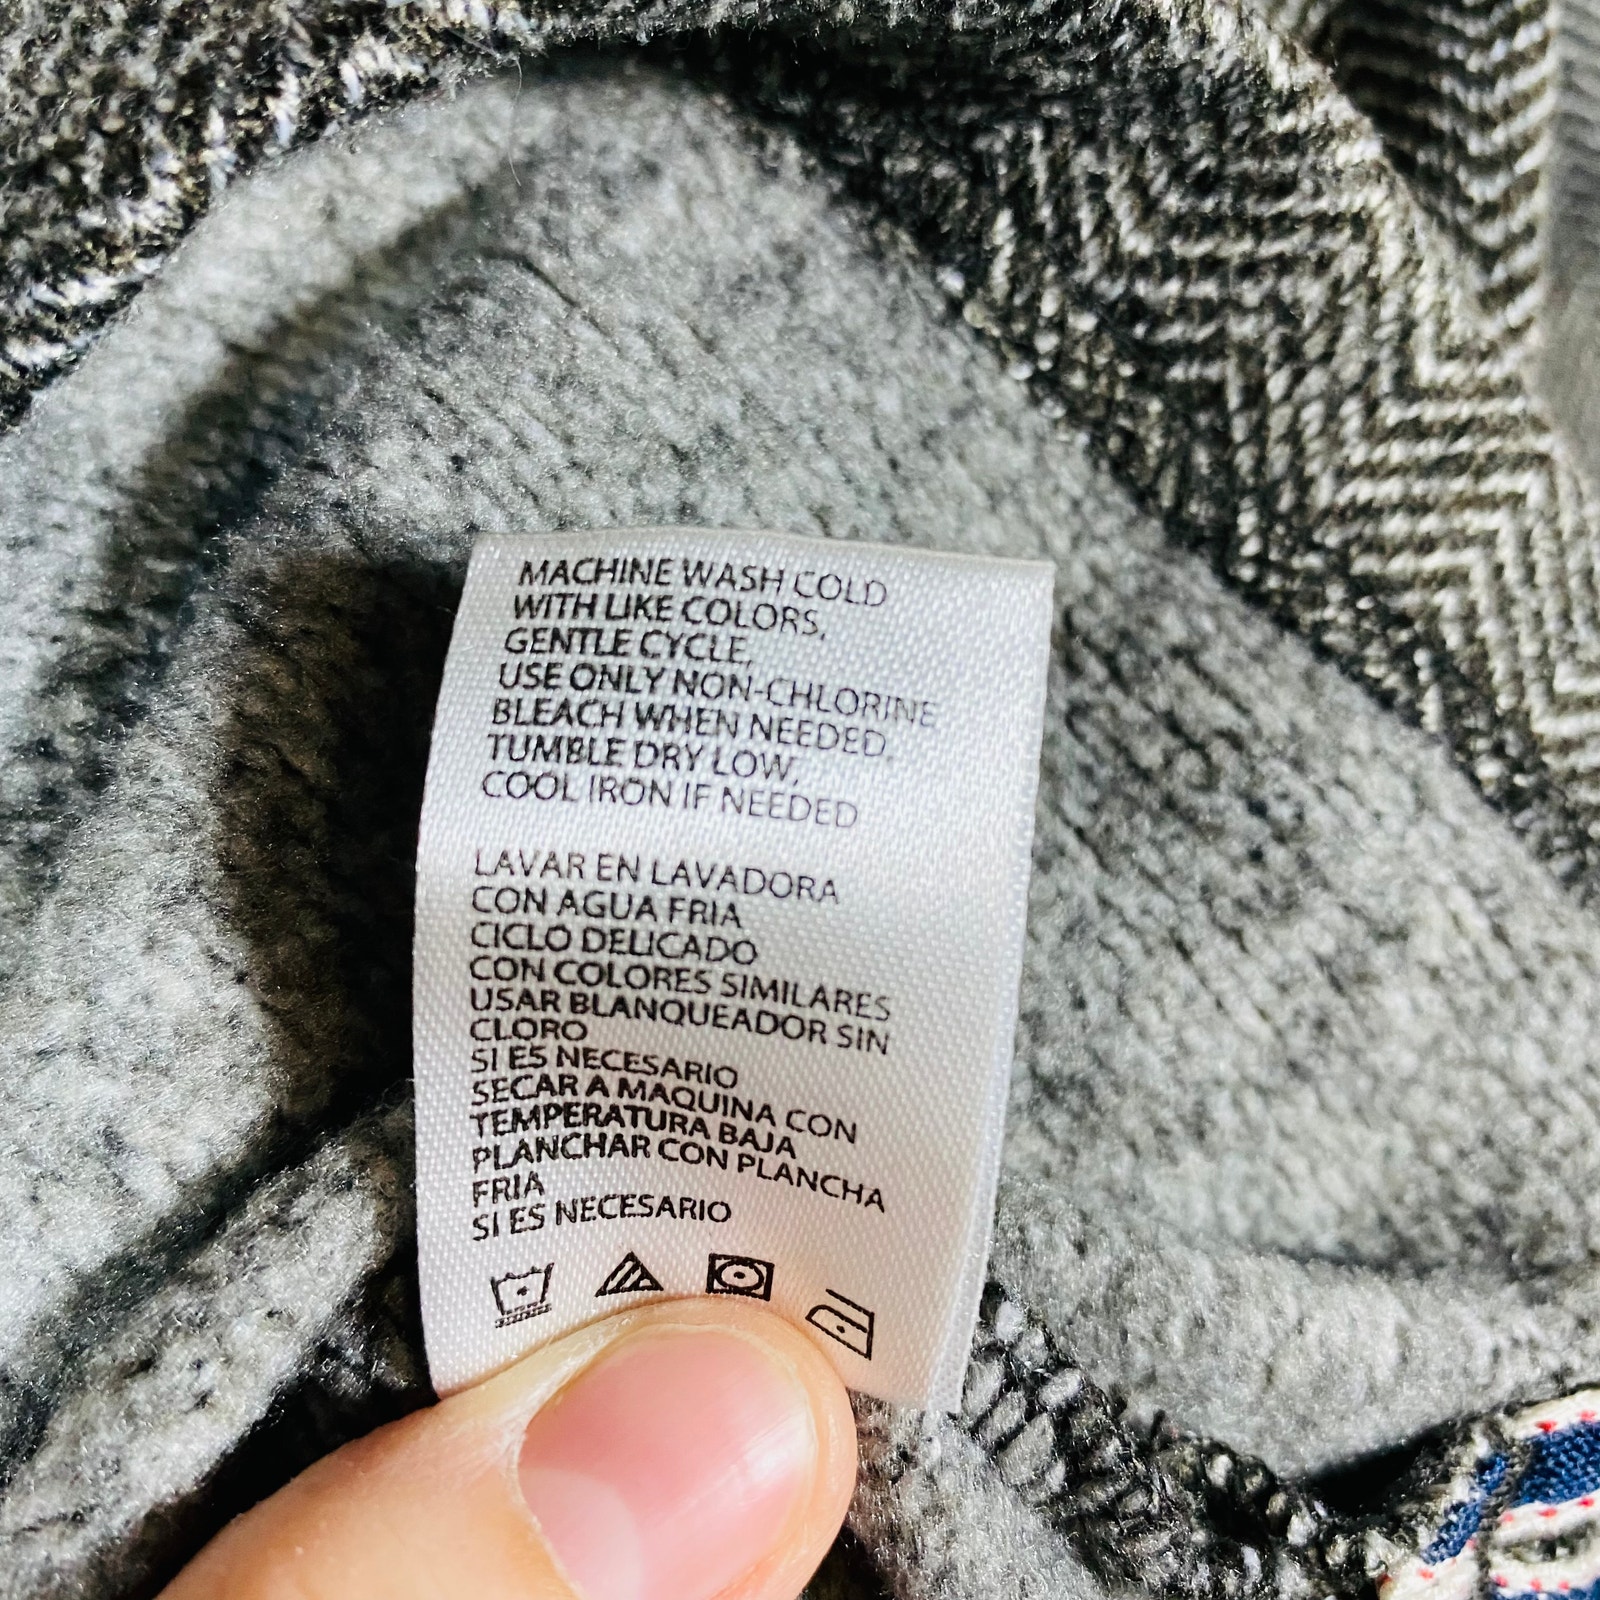 MACHINE WASH COLD
WITH LIKE COLORS,
GENTLE CYCLE,
USE ONLY NON-CHLORINE
BLEACH WHEN NEEDED,
TUMBLE DRY LOW,
COOL IRON IF NEEDED
LAVAR EN LAVADORA
CON AGUA FRIA
CICLO DELICADO
CON COLORES SIMILARES
USAR BLANQUEADOR SIN
CLORO
SI ES NECESARIO
SECAR A MAQUINA CON
TEMPERATURA BAJA
PLANCHAR CON PLANCHA
FRIA
SI ES NECESARIO